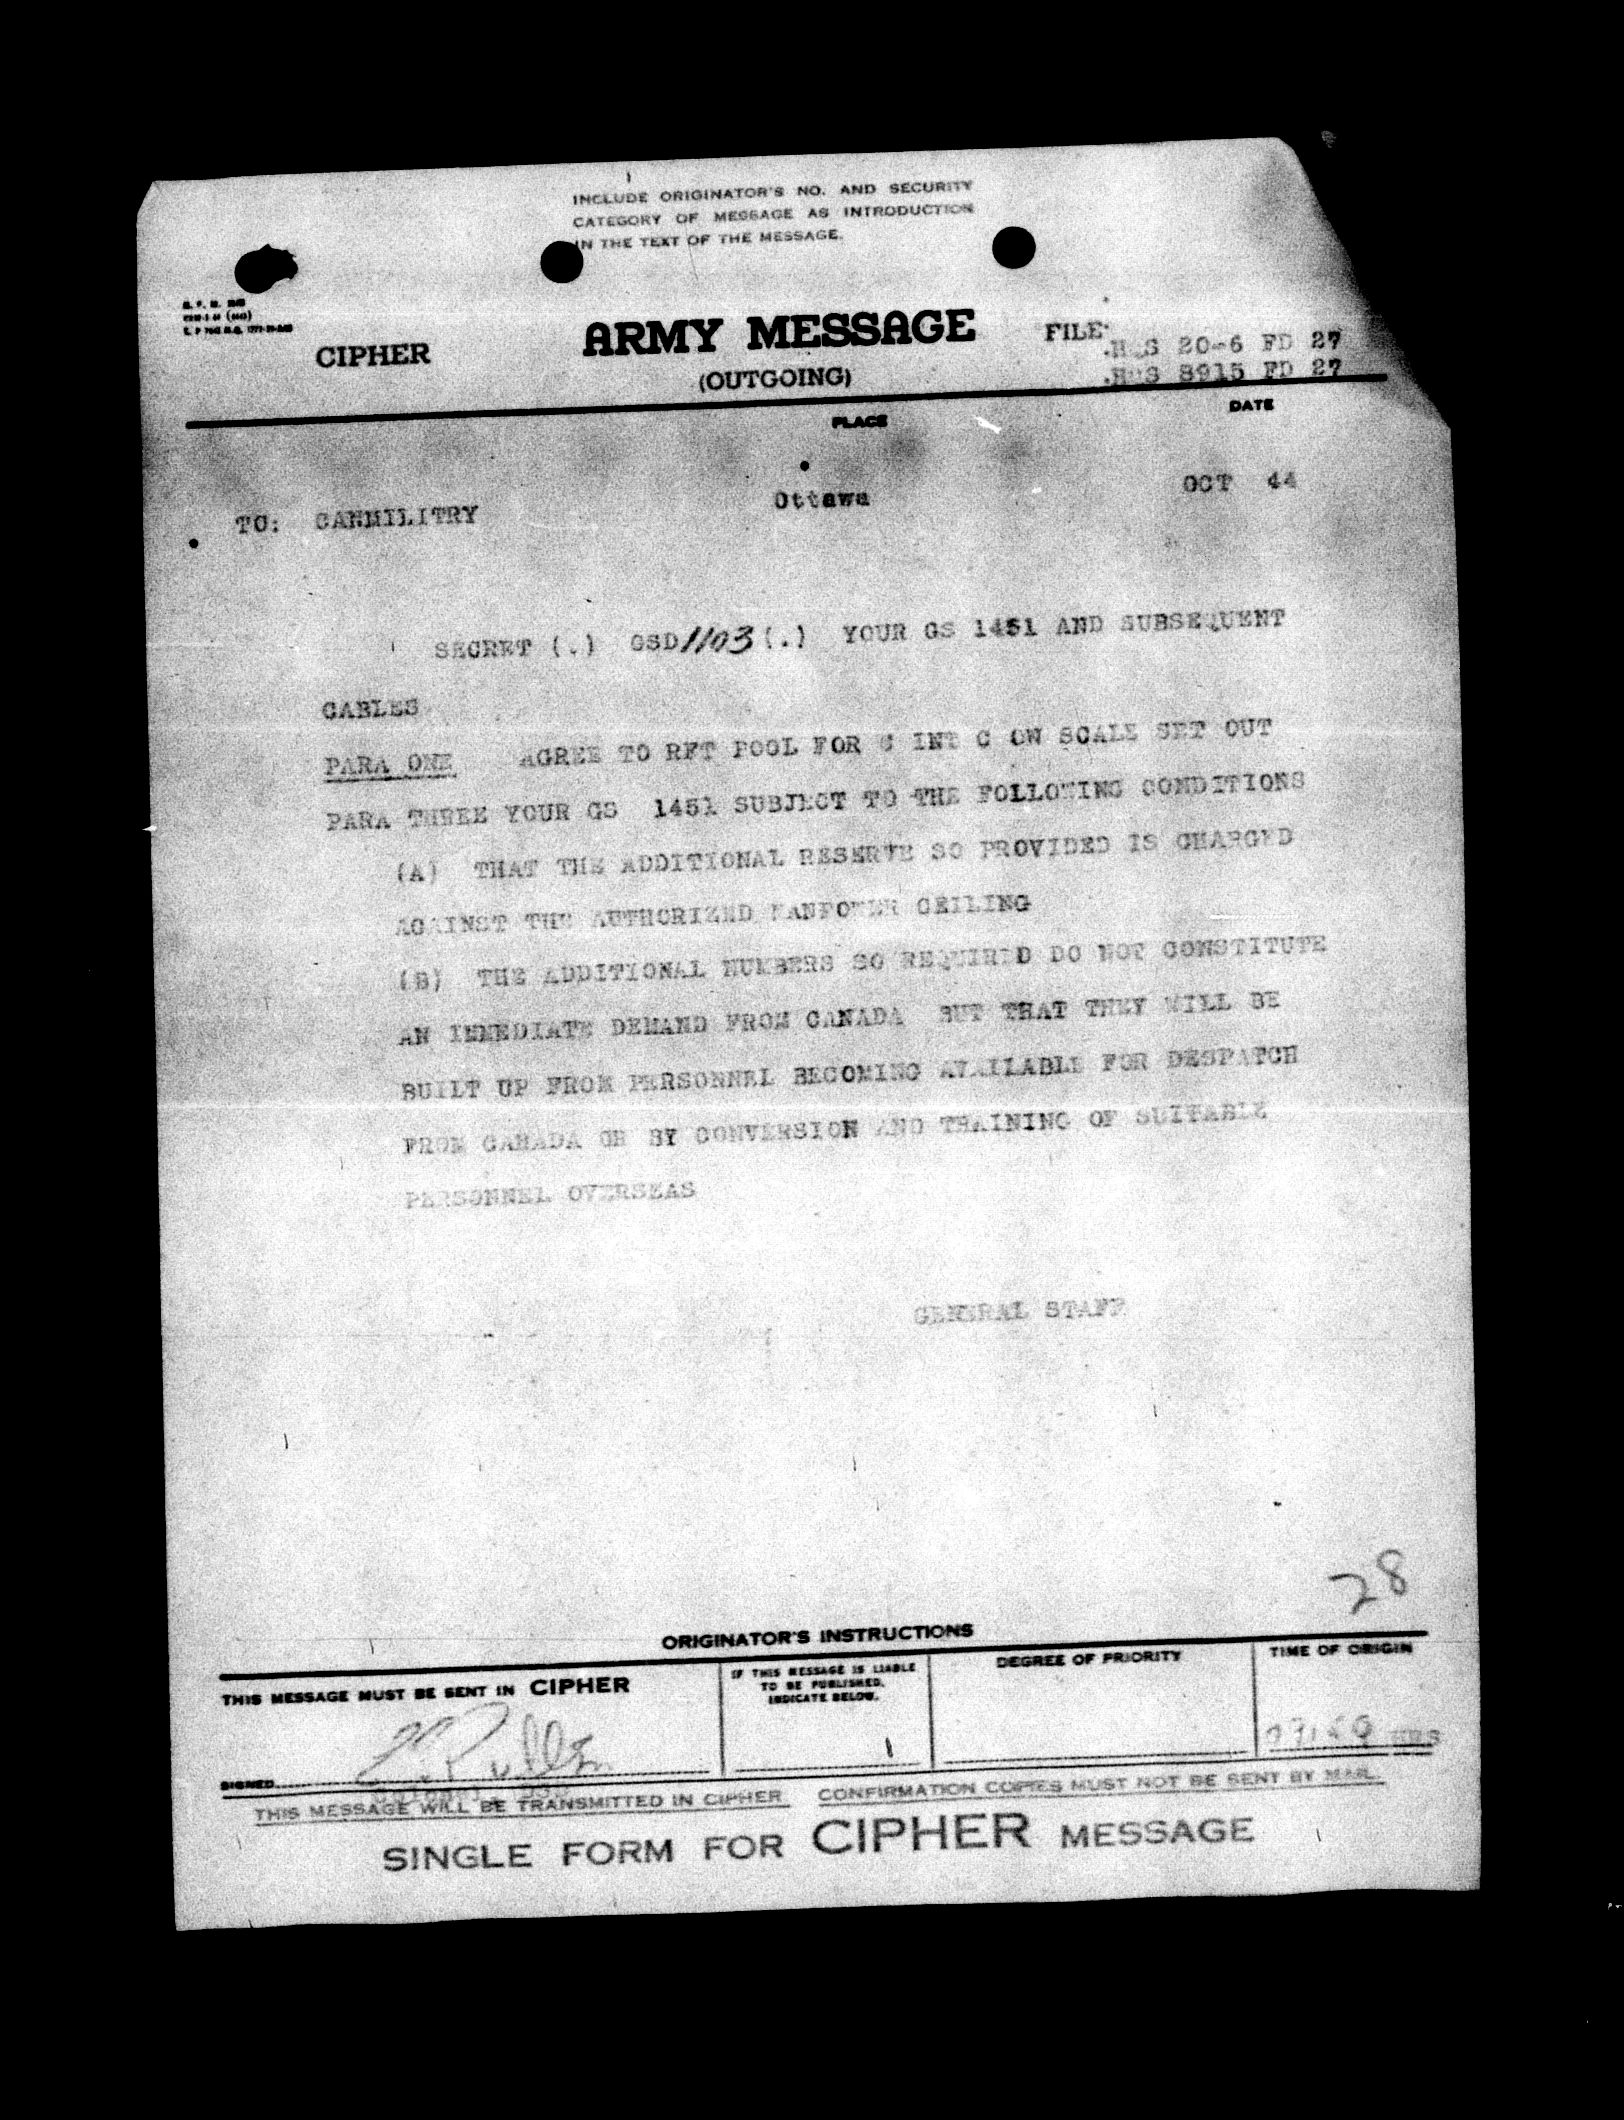 INCLUDE ORIGINATOR'S NO. AND SECURITY
CATEGORY OF MESSAGE AS INTRODUCTION
IN THE TEXT OF THE MESSAGE.
CIPHER
ARMY MESSAGE
(OUTGOING)
FILE
20-6 FD 27
8915 FD 27
PLACE
DATE
Ottawa
OCT 44
TO: CANMILITRY
SECRET (.) GSD 1103 (.) YOUR GS 1451 AND SUBSEQUENT
CABLES
PARA ONE AGREE TO RFT POOL FOR C INT C ON SCALE SET OUT
PARA THREE YOUR GS 1451 SUBJECT TO THE FOLLOWING CONDITIONS
(A) THAT THE ADDITIONAL RESERVE SO PROVIDED IS CHARGED
AGAINST THE AUTHORIZED MANPOWER CEILING
(B) THE ADDITIONAL NUMBERS SO REQUIRED DO NOT CONSTITUTE
AN IMMEDIATE DEMAND FROM CANADA BUT THAT THEY WILL BE
BUILT UP FROM PERSONNEL BECOMING AVAILABLE FOR DESPATCH
FROM CANADA OR BY CONVERSION AND TRAINING OF SUITABLE
PERSONNEL OVERSEAS
GENERAL STAFF
28
ORIGINATOR'S INSTRUCTIONS
THIS MESSAGE MUST BE SENT IN CIPHER
IF THIS MESSAGE IS LIABLE
TO BE PUBLISHED,
INDICATE BELOW.
DEGREE OF PRIORITY
TIME OF ORIGIN
HRS
SIGNED
THIS MESSAGE WILL BE TRANSMITTED IN CIPHER
CONFIRMATION COPIES MUST NOT BE SENT BY MAIL.
SINGLE FORM FOR CIPHER MESSAGE